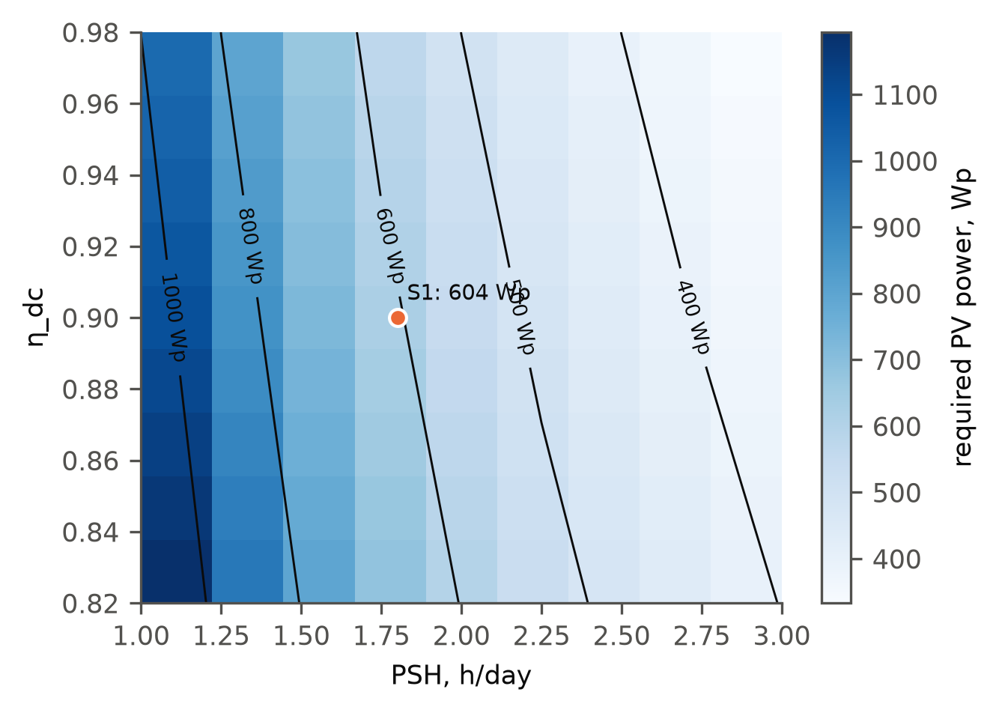 0.98
0.96
0.94
0.92
0.90
0.88
0.86
0.84
0.82
η_dc
1.00 1.25 1.50 1.75 2.00 2.25 2.50 2.75 3.00
PSH, h/day
1000 Wp
800 Wp
600 Wp
S1: 604 Wp
500 Wp
400 Wp
1100
1000
900
800
700
600
500
400
required PV power, Wp